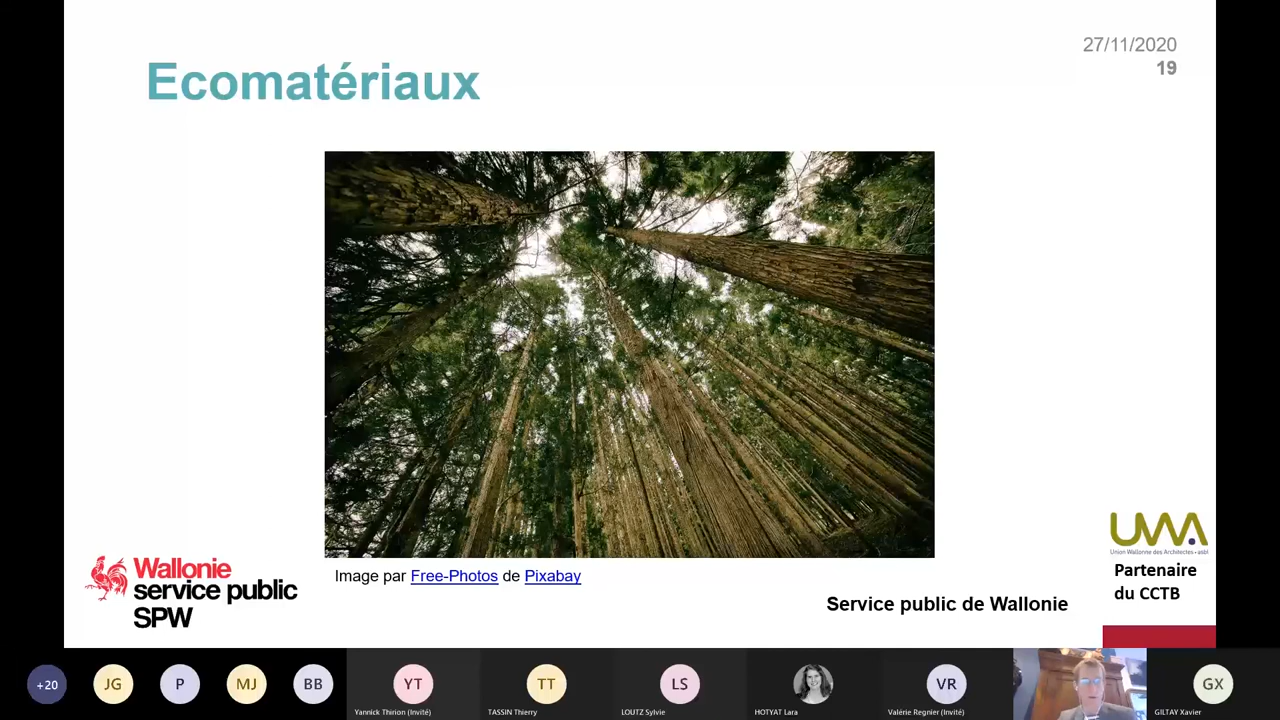 27/11/2020
19
Ecomatériaux
Image par Free-Photos de Pixabay
Wallonie
service public
SPW
Service public de Wallonie
UWA
Union Wallonne des Architectes • asbl
Partenaire
du CCTB
+20
JG
P
MJ
BB
YT
Yannick Thirion (Invité)
TT
TASSIN Thierry
LS
LOUTZ Sylvie
HOTYAT Lara
VR
Valérie Regnier (Invité)
GX
GILTAY Xavier